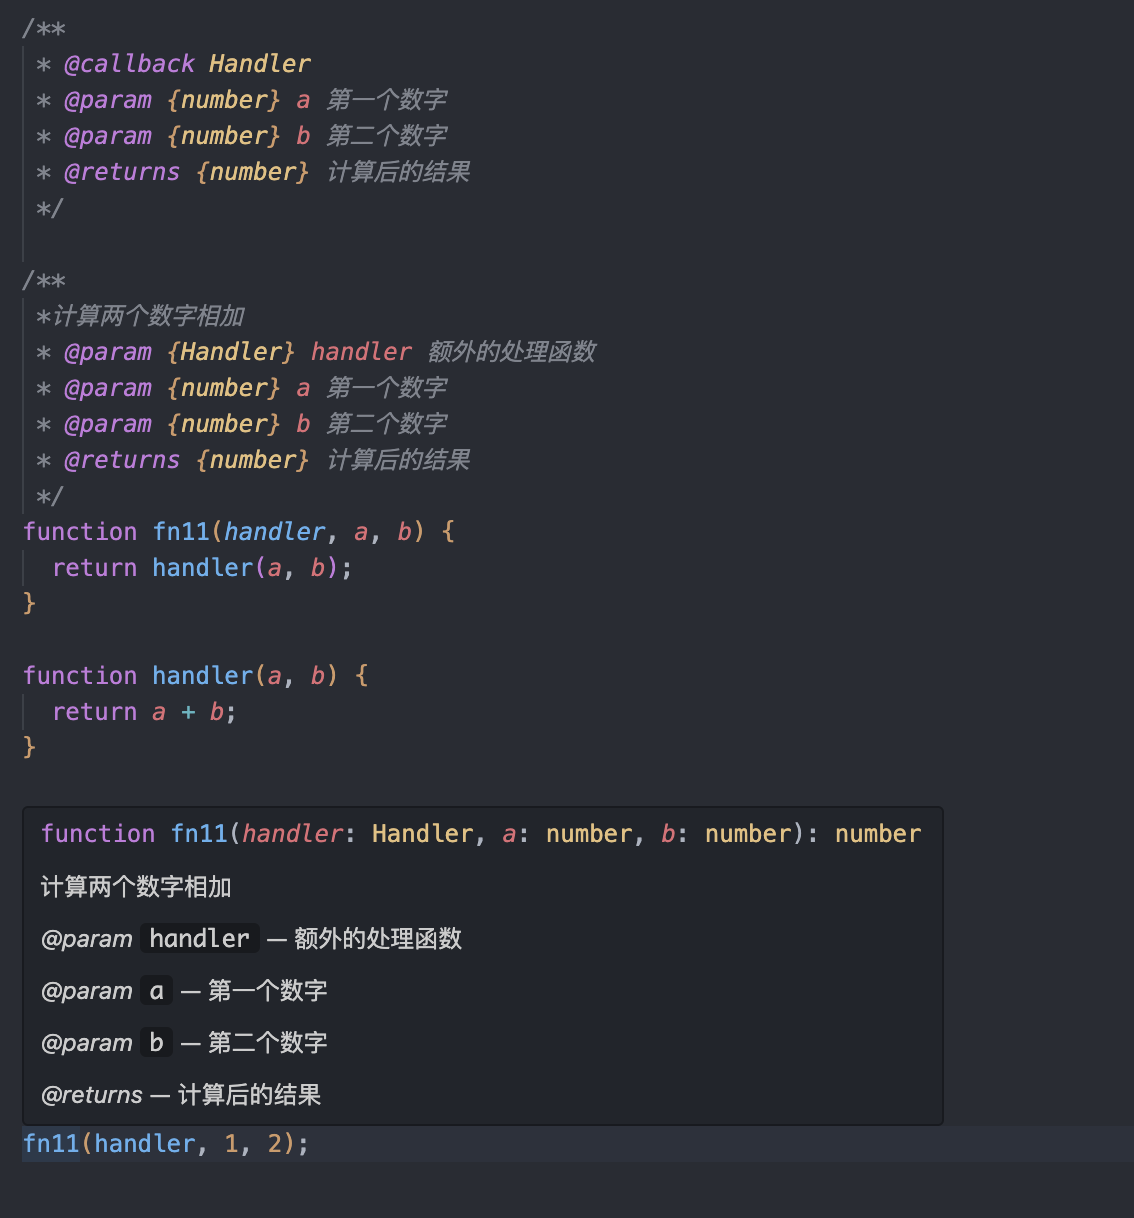 /**
 * @callback Handler
 * @param {number} a 第一个数字
 * @param {number} b 第二个数字
 * @returns {number} 计算后的结果
 */
/**
 *计算两个数字相加
 * @param {Handler} handler 额外的处理函数
 * @param {number} a 第一个数字
 * @param {number} b 第二个数字
 * @returns {number} 计算后的结果
 */
function fn11(handler, a, b) {
  return handler(a, b);
}
function handler(a, b) {
  return a + b;
}
function fn11(handler: Handler, a: number, b: number): number
计算两个数字相加
@param handler — 额外的处理函数
@param a — 第一个数字
@param b — 第二个数字
@returns — 计算后的结果
fn11(handler, 1, 2);